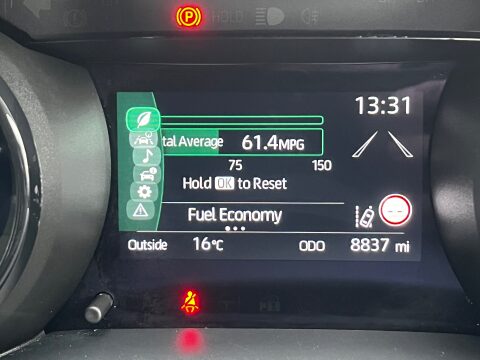 (P) HOLD
13:31
tal Average 61.4MPG
75 150
Hold OK to Reset
Fuel Economy
Outside 16°C ODO 8837 mi